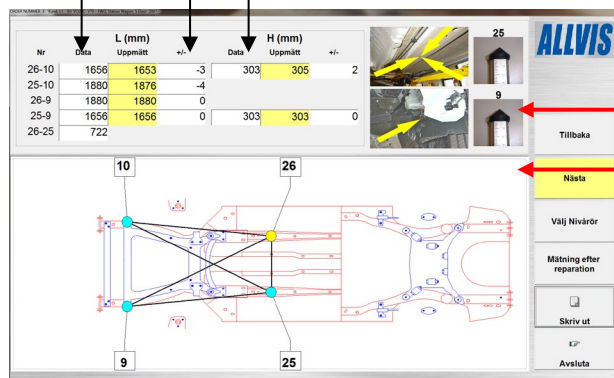 25
ALLVIS
L (mm) H (mm)
Nr Data Uppmätt +/- Data Uppmätt +/-
26-10 1656 1653 -3 303 305 2
25-10 1880 1876 -4
26-9 1880 1880 0
25-9 1656 1656 0 303 303 0
26-25 722
9
Tillbaka
Nästa
Välj Nivårör
Mätning efter
reparation
Skriv ut
Avsluta
10 26
9 25